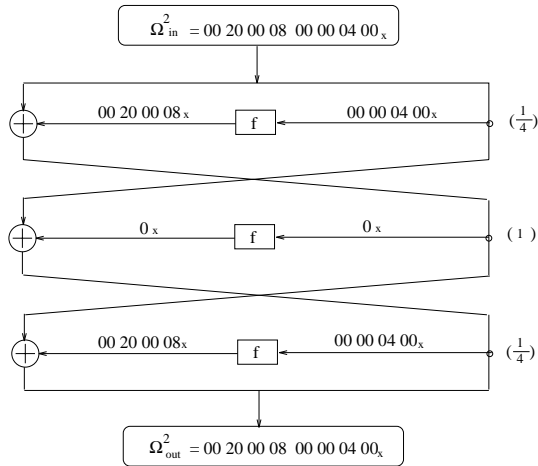 Ω²in = 00 20 00 08 00 00 04 00x
00 20 00 08x f 00 00 04 00x (1/4)
0x f 0x (1)
00 20 00 08x f 00 00 04 00x (1/4)
Ω²out = 00 20 00 08 00 00 04 00x